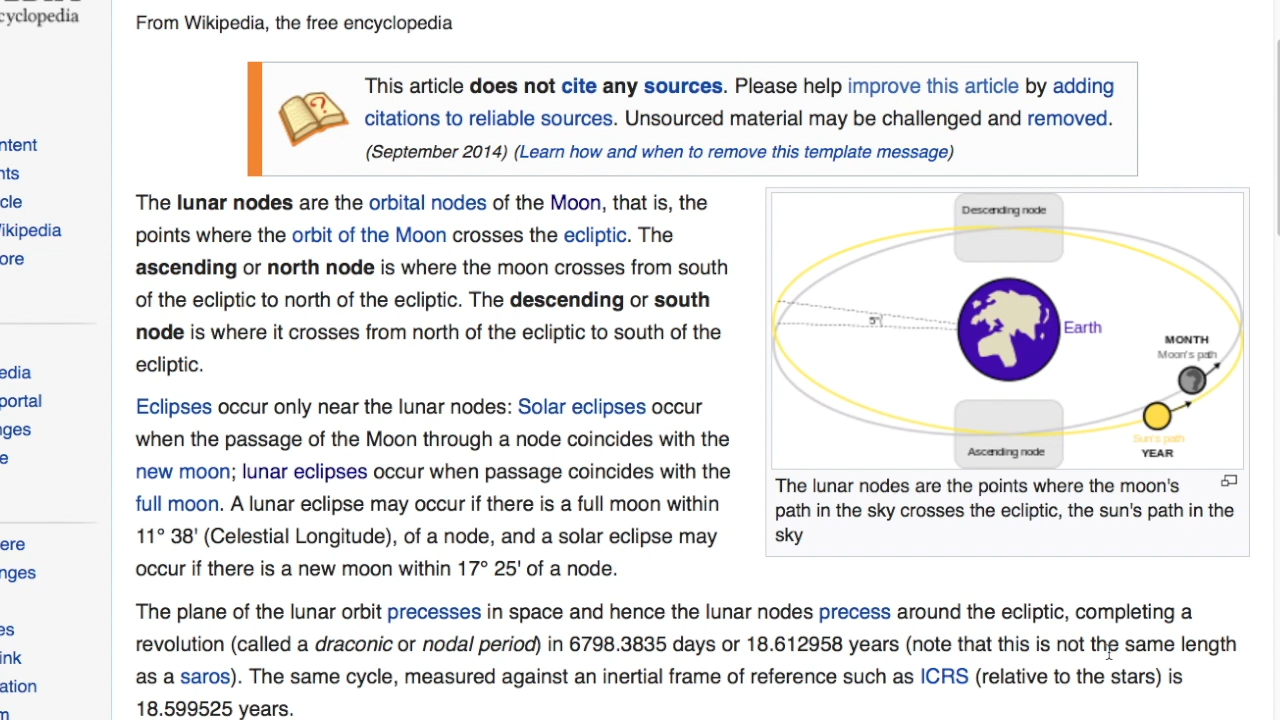 cyclopedia
From Wikipedia, the free encyclopedia
This article does not cite any sources. Please help improve this article by adding
citations to reliable sources. Unsourced material may be challenged and removed.
(September 2014) (Learn how and when to remove this template message)
ntent
nts
cle
ikipedia
ore
edia
portal
nges
e
ere
nges
es
ink
ation
m
The lunar nodes are the orbital nodes of the Moon, that is, the
points where the orbit of the Moon crosses the ecliptic. The
ascending or north node is where the moon crosses from south
of the ecliptic to north of the ecliptic. The descending or south
node is where it crosses from north of the ecliptic to south of the
ecliptic.
Eclipses occur only near the lunar nodes: Solar eclipses occur
when the passage of the Moon through a node coincides with the
new moon; lunar eclipses occur when passage coincides with the
full moon. A lunar eclipse may occur if there is a full moon within
11° 38' (Celestial Longitude), of a node, and a solar eclipse may
occur if there is a new moon within 17° 25' of a node.
Descending node
5°
Earth
MONTH
Moon's path
Sun's path
YEAR
Ascending node
The lunar nodes are the points where the moon's
path in the sky crosses the ecliptic, the sun's path in the
sky
The plane of the lunar orbit precesses in space and hence the lunar nodes precess around the ecliptic, completing a
revolution (called a draconic or nodal period) in 6798.3835 days or 18.612958 years (note that this is not the same length
as a saros). The same cycle, measured against an inertial frame of reference such as ICRS (relative to the stars) is
18.599525 years.